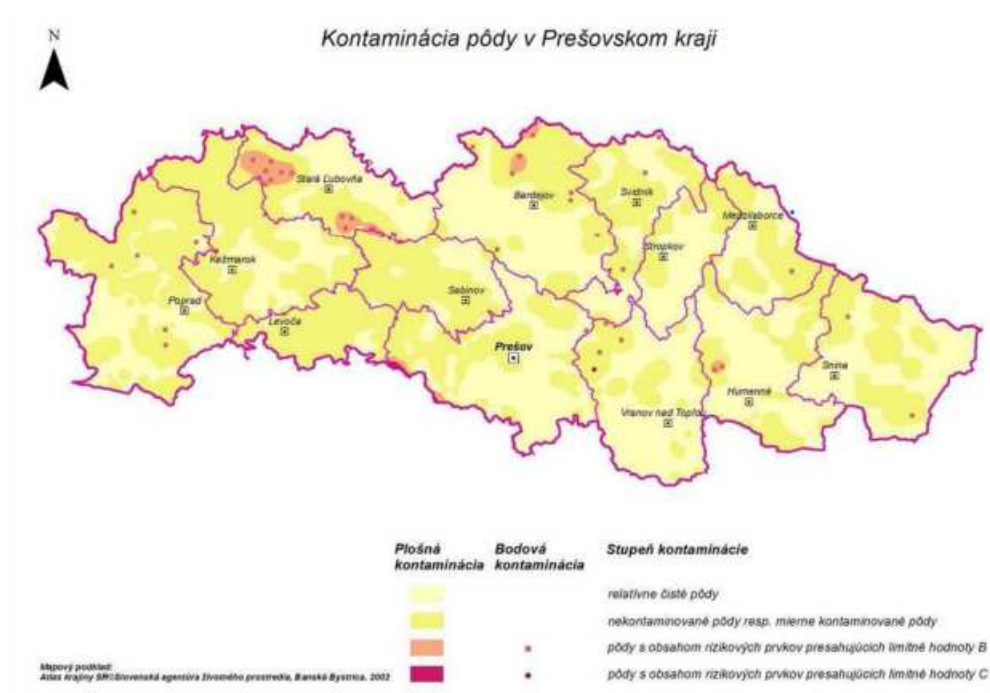 N
Kontaminácia pôdy v Prešovskom kraji
Stará Ľubovňa
Bardejov
Svidník
Medzilaborce
Stropkov
Kežmarok
Sabinov
Poprad
Levoča
Prešov
Snina
Humenné
Vranov nad Topľou
Plošná kontaminácia
Bodová kontaminácia
Stupeň kontaminácie
relatívne čisté pôdy
nekontaminované pôdy resp. mierne kontaminované pôdy
pôdy s obsahom rizikových prvkov presahujúcich limitné hodnoty B
pôdy s obsahom rizikových prvkov presahujúcich limitné hodnoty C
Mapový podklad:
Atlas krajiny SR©Slovenská agentúra životného prostredia, Banská Bystrica, 2002